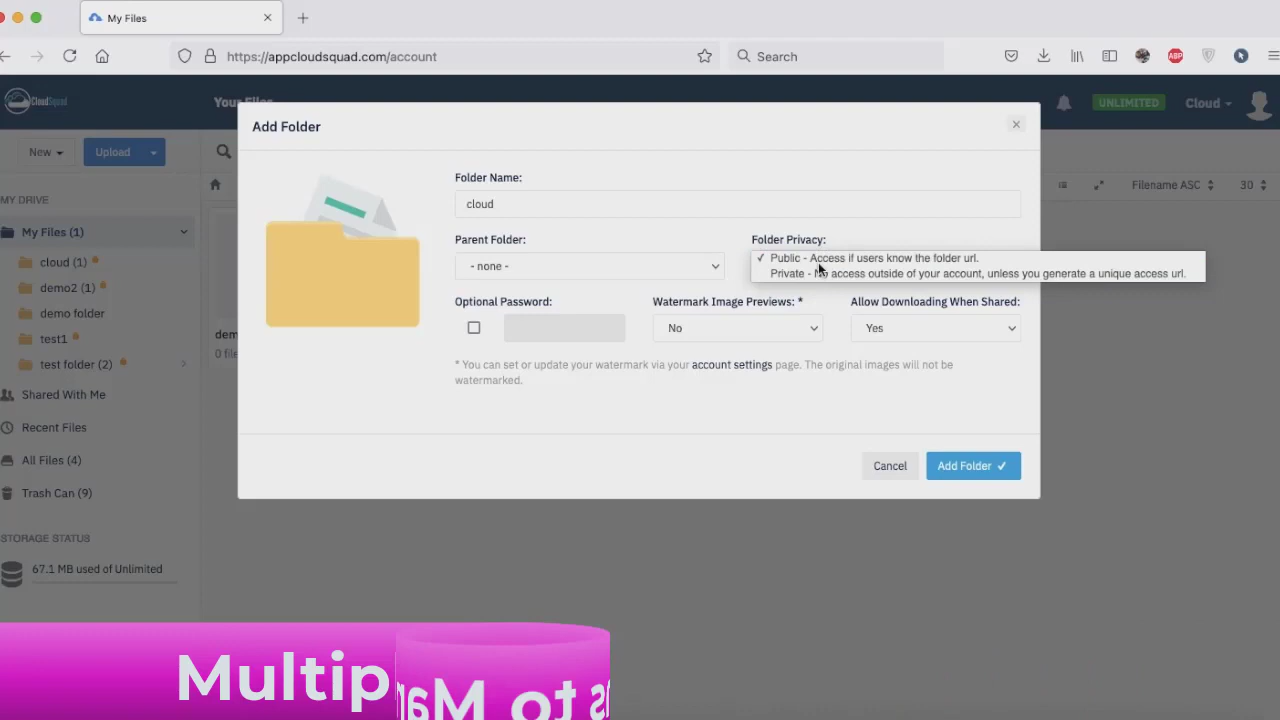 My Files
https://appcloudsquad.com/account
Search
ABP
CloudSquad
Your Files
UNLIMITED
Cloud
New
Upload
Filename ASC
30
MY DRIVE
My Files (1)
cloud (1)
demo2 (1)
demo folder
test1
test folder (2)
Shared With Me
Recent Files
All Files (4)
Trash Can (9)
STORAGE STATUS
67.1 MB used of Unlimited
Add Folder
Folder Name:
cloud
Parent Folder:
- none -
Folder Privacy:
✓ Public - Access if users know the folder url.
Private - No access outside of your account, unless you generate a unique access url.
Optional Password:
Watermark Image Previews: *
No
Allow Downloading When Shared:
Yes
* You can set or update your watermark via your account settings page. The original images will not be
watermarked.
Cancel
Add Folder ✓
Multip
to